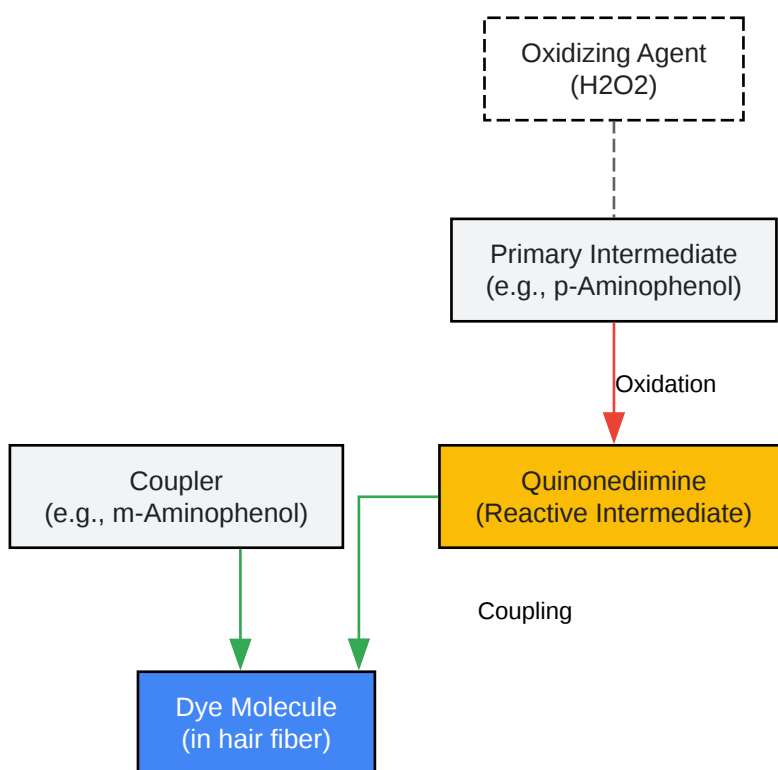 Oxidizing Agent
(H2O2)
Primary Intermediate
(e.g., p-Aminophenol)
Oxidation
Coupler
(e.g., m-Aminophenol)
Quinonediimine
(Reactive Intermediate)
Coupling
Dye Molecule
(in hair fiber)